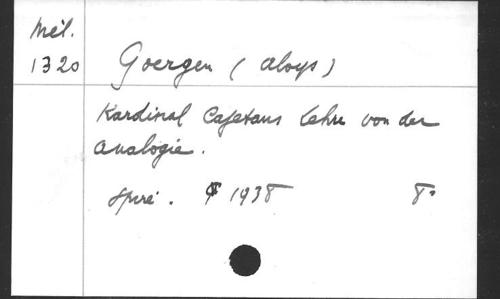 Mél.
1320
Goergen (Aloys)
Kardinal Cajetans Lehre von der
Analogie.
Spire. 1938 8°